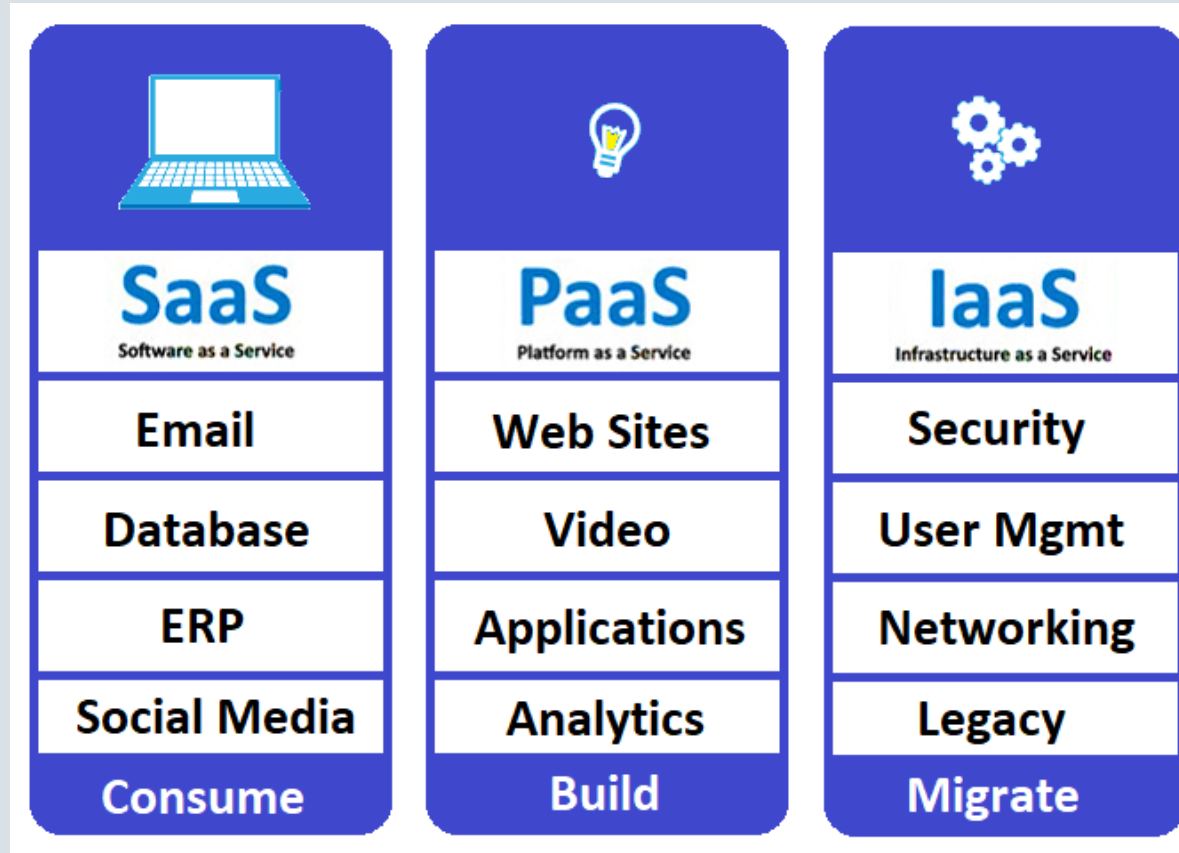 SaaS
Software as a Service
Email
Database
ERP
Social Media
Consume
PaaS
Platform as a Service
Web Sites
Video
Applications
Analytics
Build
IaaS
Infrastructure as a Service
Security
User Mgmt
Networking
Legacy
Migrate